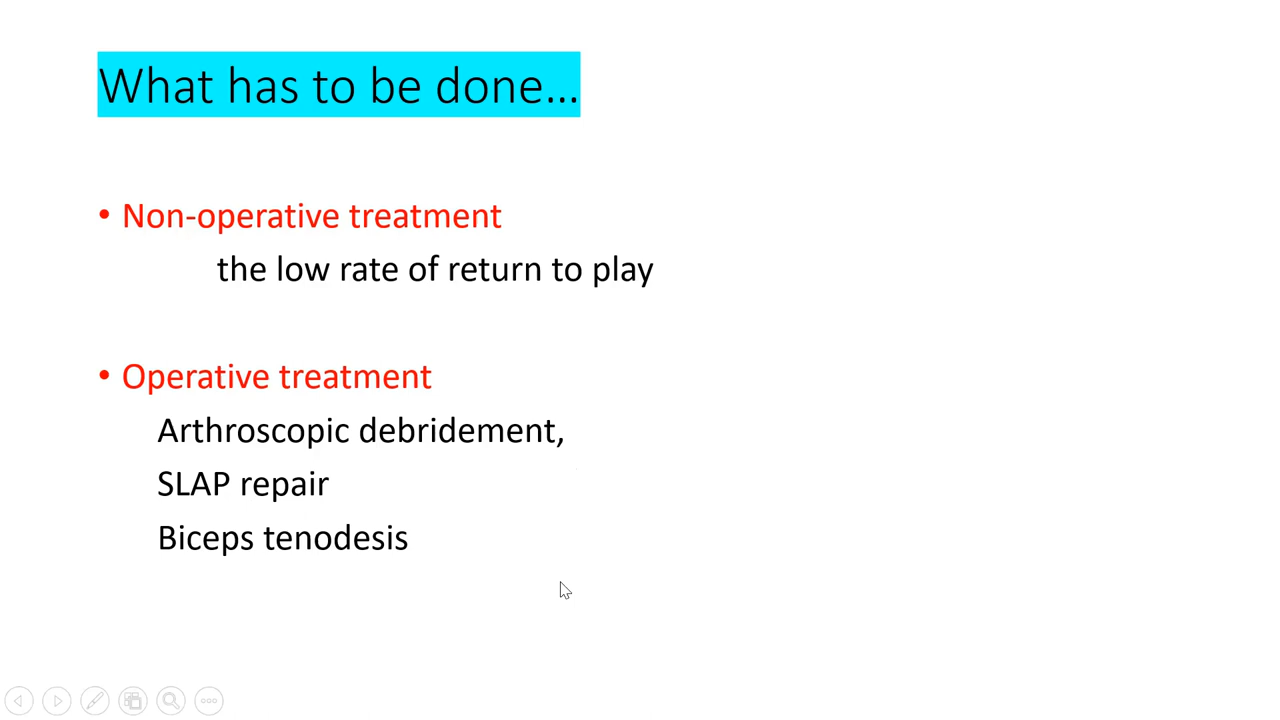 What has to be done...
• Non-operative treatment
the low rate of return to play
• Operative treatment
Arthroscopic debridement,
SLAP repair
Biceps tenodesis